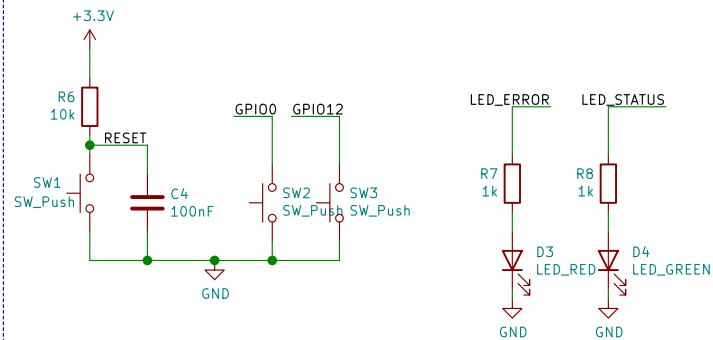 +3.3V
R6
10k
RESET
SW1
SW_Push
C4
100nF
GPIO0
GPIO12
SW2
SW_Push
SW3
SW_Push
GND
LED_ERROR
LED_STATUS
R7
1k
R8
1k
D3
LED_RED
D4
LED_GREEN
GND
GND